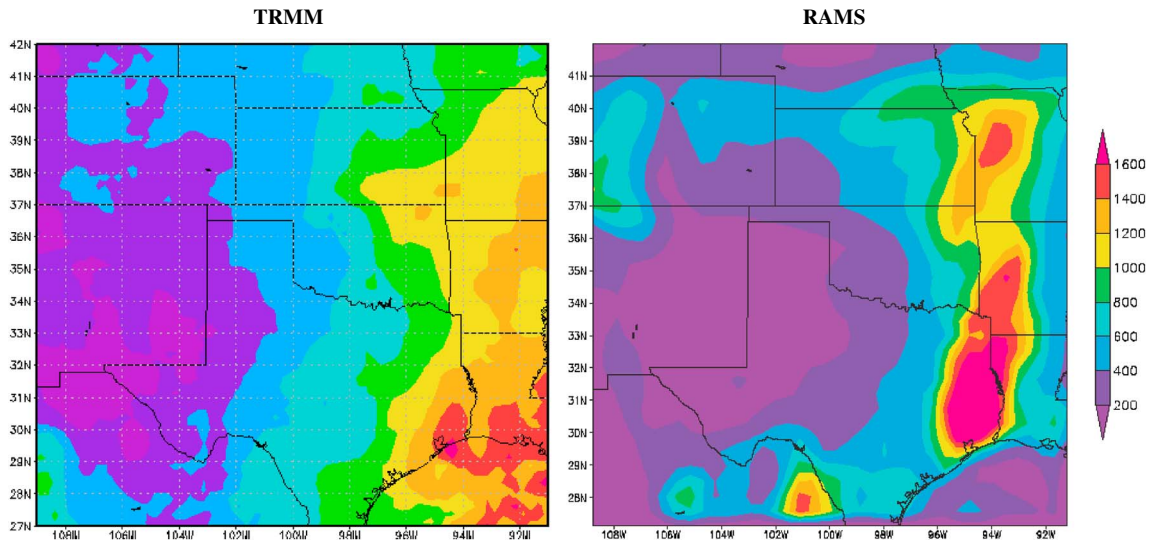 TRMM
RAMS
42N
41N
40N
39N
38N
37N
36N
35N
34N
33N
32N
31N
30N
29N
28N
27N
108W 106W 104W 102W 100W 98W 96W 94W 92W
41N
40N
39N
38N
37N
36N
35N
34N
33N
32N
31N
30N
29N
28N
108W 106W 104W 102W 100W 98W 96W 94W 92W
1600
1400
1200
1000
800
600
400
200